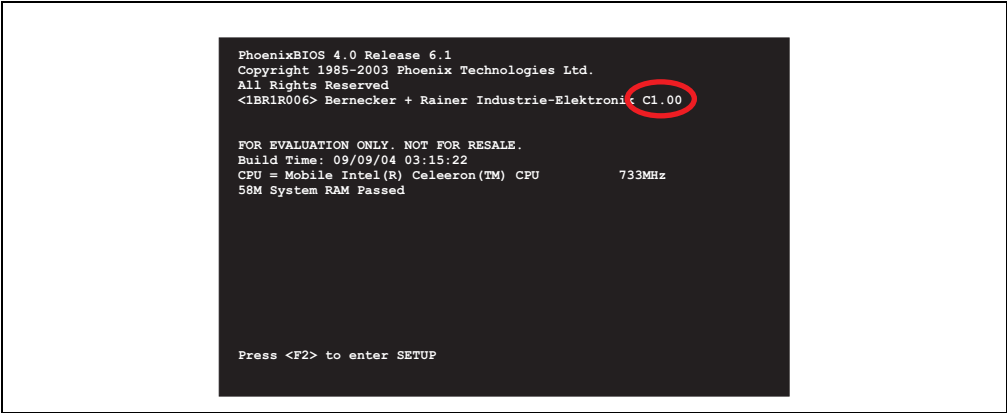 PhoenixBIOS 4.0 Release 6.1
Copyright 1985-2003 Phoenix Technologies Ltd.
All Rights Reserved
<1BR1R006> Bernecker + Rainer Industrie-Elektronik C1.00
FOR EVALUATION ONLY. NOT FOR RESALE.
Build Time: 09/09/04 03:15:22
CPU = Mobile Intel(R) Celeeron(TM) CPU 733MHz
58M System RAM Passed
Press <F2> to enter SETUP